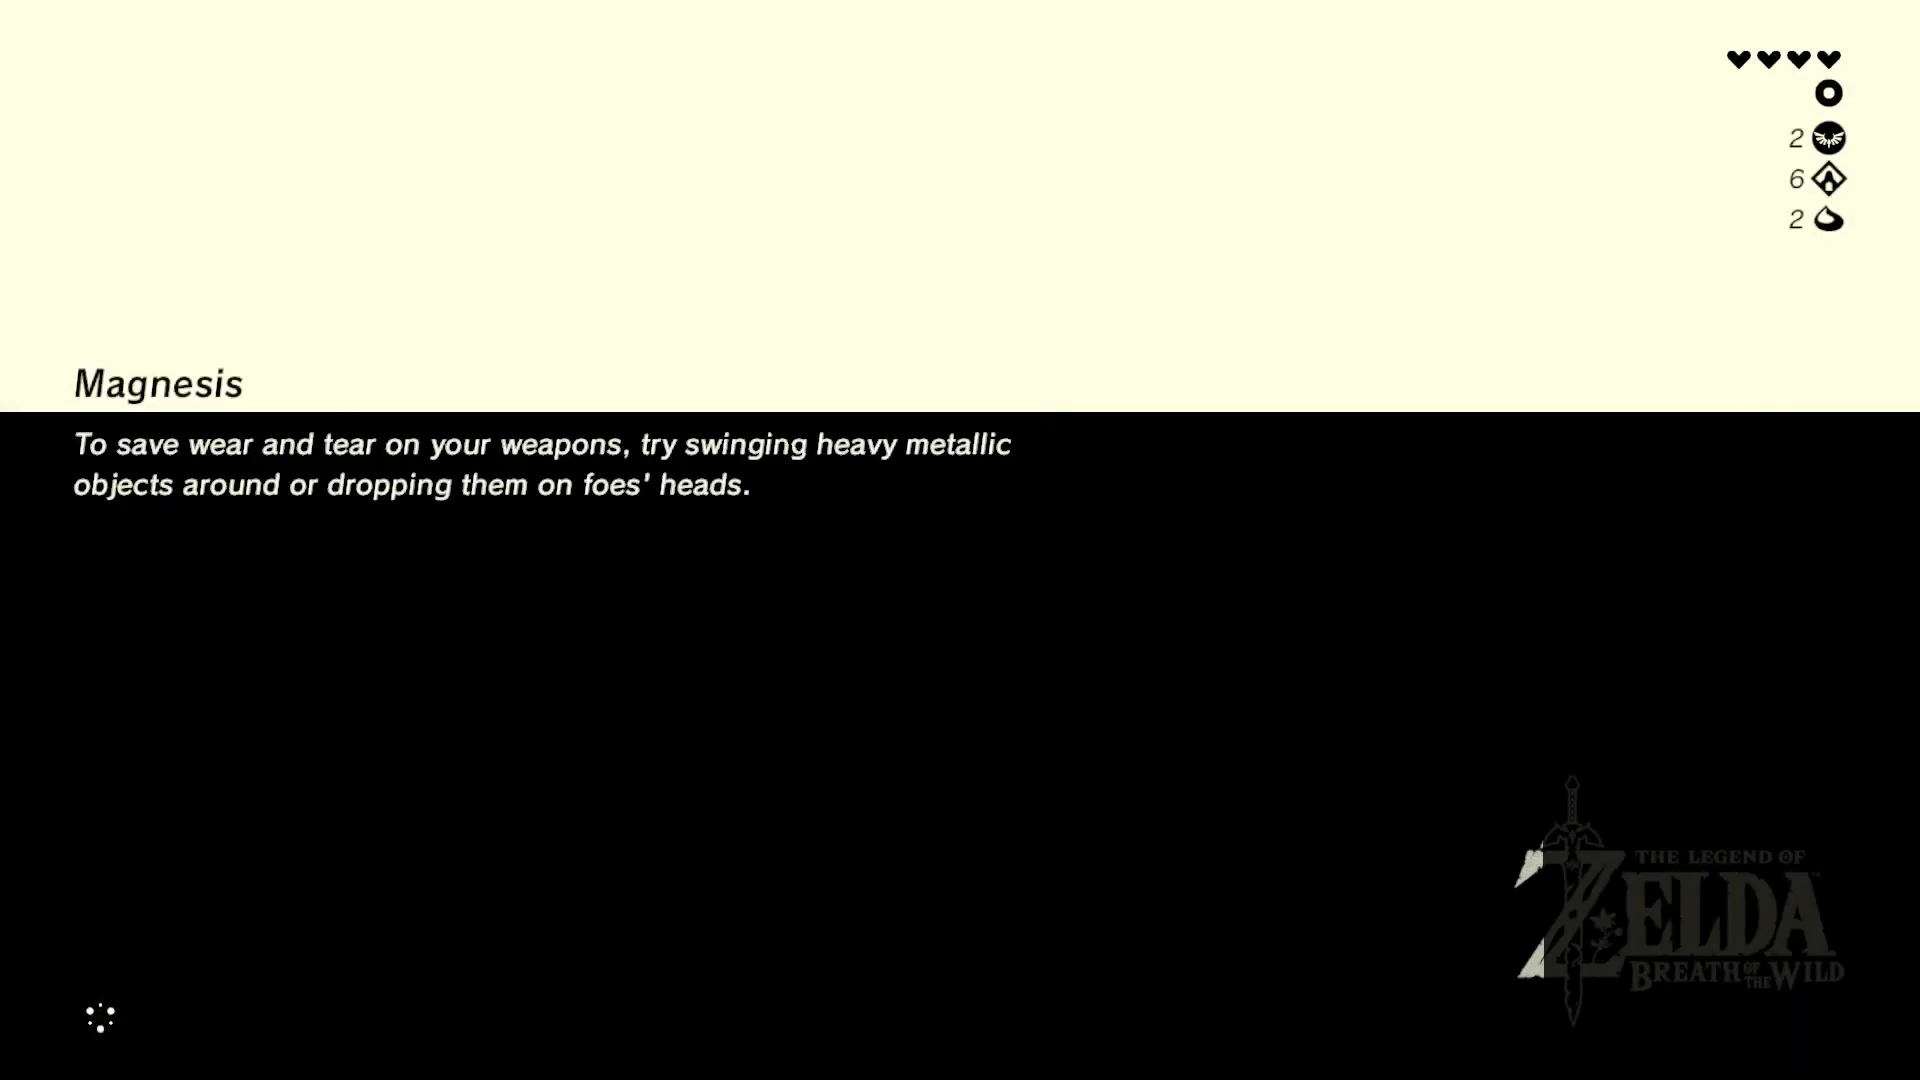 2
6
2
Magnesis
To save wear and tear on your weapons, try swinging heavy metallic
objects around or dropping them on foes' heads.
THE LEGEND OF
ZELDA
BREATH OF THE WILD